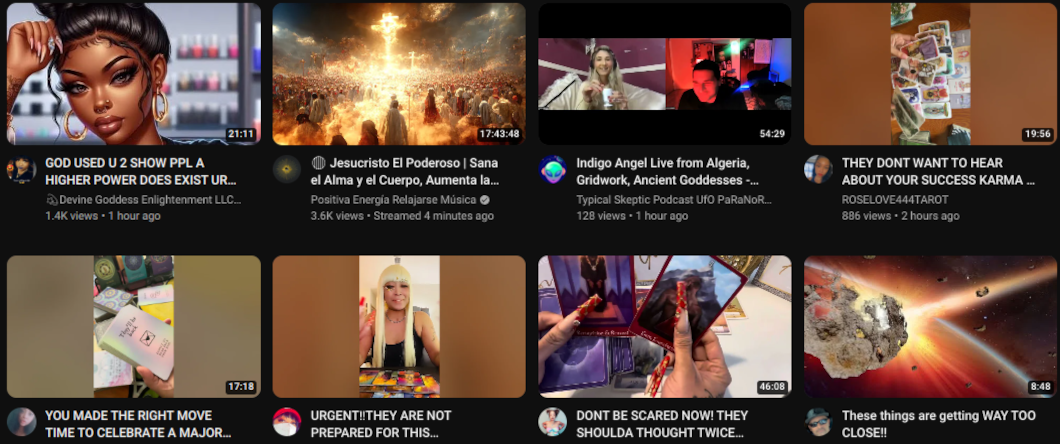 21:11
17:43:48
54:29
19:56
GOD USED U 2 SHOW PPL A
HIGHER POWER DOES EXIST UR...
Devine Goddess Enlightenment LLC...
1.4K views • 1 hour ago
Jesucristo El Poderoso | Sana
el Alma y el Cuerpo, Aumenta la...
Positiva Energía Relajarse Música
3.6K views • Streamed 4 minutes ago
Indigo Angel Live from Algeria,
Gridwork, Ancient Goddesses -...
Typical Skeptic Podcast UfO PaRaNoR...
128 views • 1 hour ago
THEY DONT WANT TO HEAR
ABOUT YOUR SUCCESS KARMA ...
ROSELOVE444TAROT
886 views • 2 hours ago
17:18
46:08
8:48
YOU MADE THE RIGHT MOVE
TIME TO CELEBRATE A MAJOR...
URGENT!!THEY ARE NOT
PREPARED FOR THIS...
DONT BE SCARED NOW! THEY
SHOULDA THOUGHT TWICE...
These things are getting WAY TOO
CLOSE!!